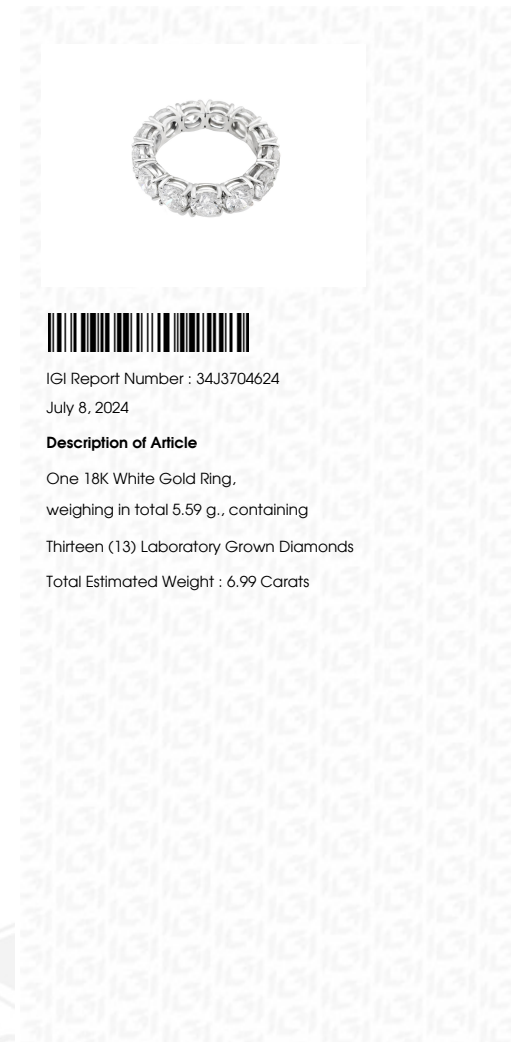 IGI Report Number : 34J3704624
July 8, 2024
Description of Article
One 18K White Gold Ring,
weighing in total 5.59 g., containing
Thirteen (13) Laboratory Grown Diamonds
Total Estimated Weight : 6.99 Carats